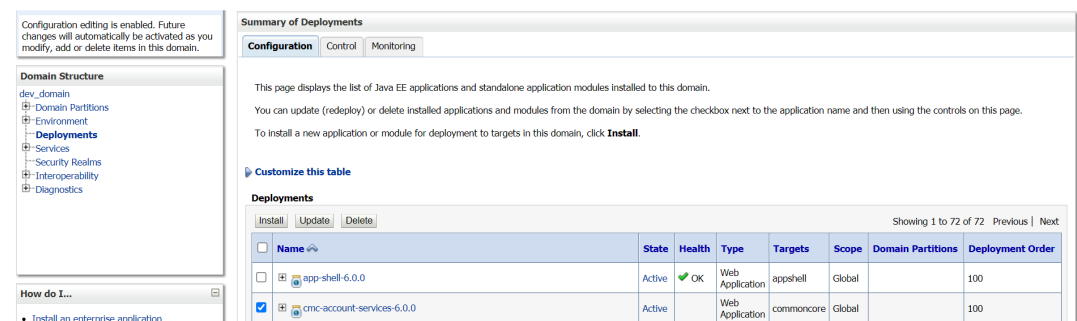 Configuration editing is enabled. Future
changes will automatically be activated as you
modify, add or delete items in this domain.
Domain Structure
dev_domain
Domain Partitions
Environment
Deployments
Services
Security Realms
Interoperability
Diagnostics
How do I...
Install an enterprise application
Summary of Deployments
Configuration Control Monitoring
This page displays the list of Java EE applications and standalone application modules installed to this domain.
You can update (redeploy) or delete installed applications and modules from the domain by selecting the checkbox next to the application name and then using the controls on this page.
To install a new application or module for deployment to targets in this domain, click Install.
Customize this table
Deployments
Install Update Delete Showing 1 to 72 of 72 Previous | Next
Name State Health Type Targets Scope Domain Partitions Deployment Order
app-shell-6.0.0 Active OK Web Application appshell Global 100
cmc-account-services-6.0.0 Active Web Application commoncore Global 100